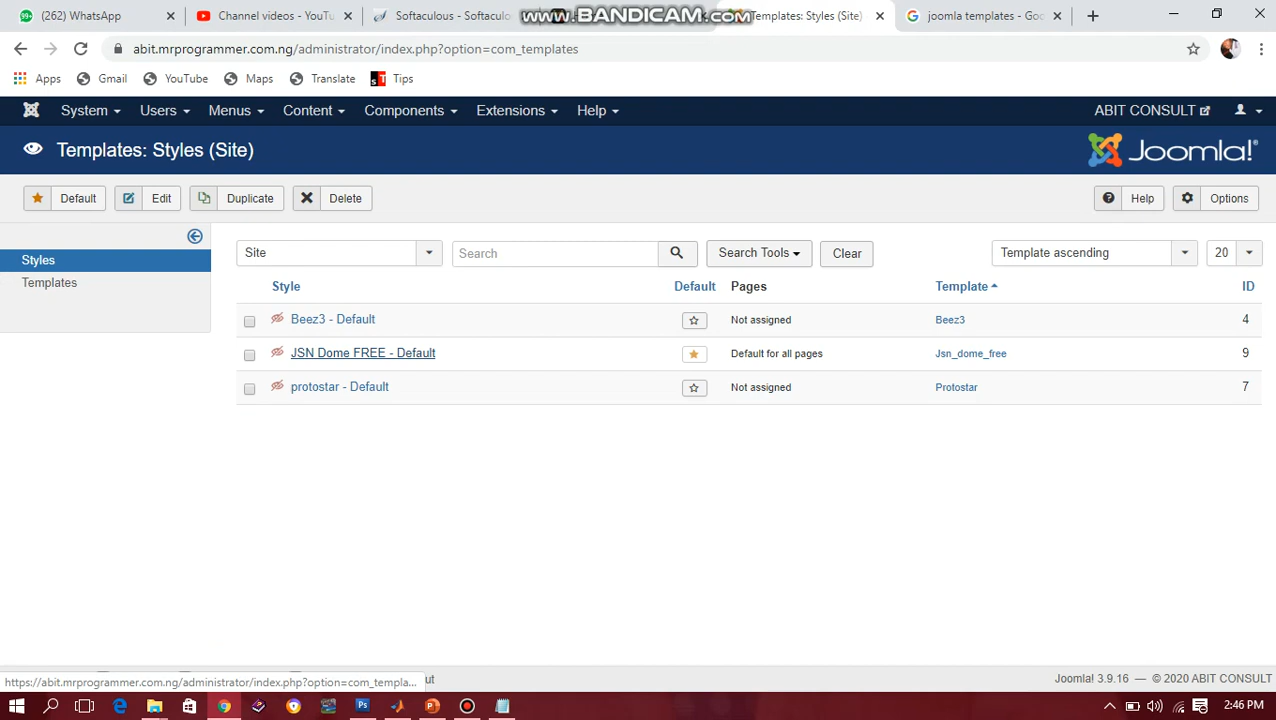 (262) WhatsApp
Channel videos - YouTu
Softaculous - Softaculo
www.BANDICAM.com
Templates: Styles (Site)
joomla templates - Goo
abit.mrprogrammer.com.ng/administrator/index.php?option=com_templates
Apps Gmail YouTube Maps Translate Tips
System Users Menus Content Components Extensions Help ABIT CONSULT
Templates: Styles (Site) Joomla!®
Default Edit Duplicate Delete Help Options
Styles
Templates
Site Search Search Tools Clear Template ascending 20
Style Default Pages Template ID
Beez3 - Default Not assigned Beez3 4
JSN Dome FREE - Default Default for all pages Jsn_dome_free 9
protostar - Default Not assigned Protostar 7
https://abit.mrprogrammer.com.ng/administrator/index.php?option=com_templa... ut
Joomla! 3.9.16 — © 2020 ABIT CONSULT
2:46 PM